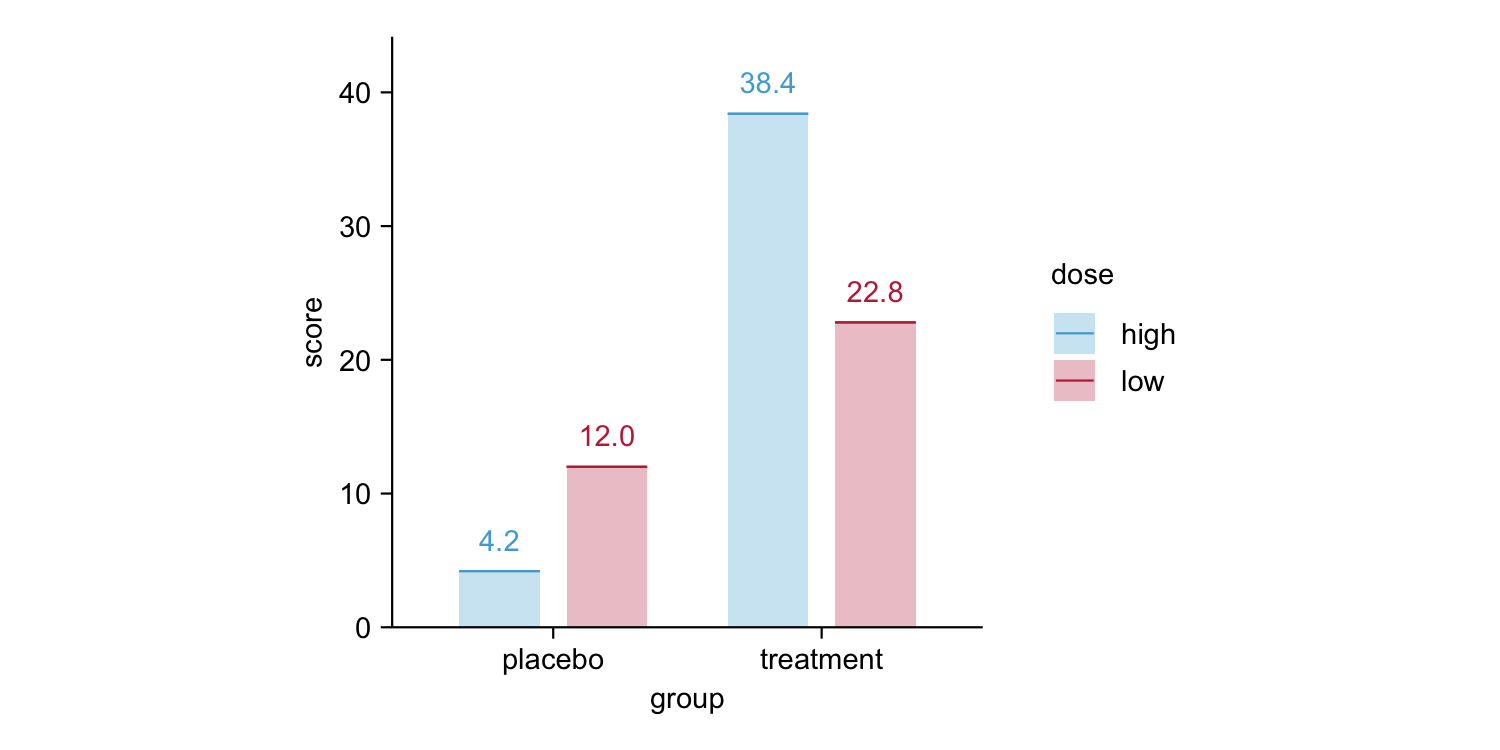 40
30
20
10
0
score
38.4
22.8
12.0
4.2
placebo
treatment
group
dose
high
low